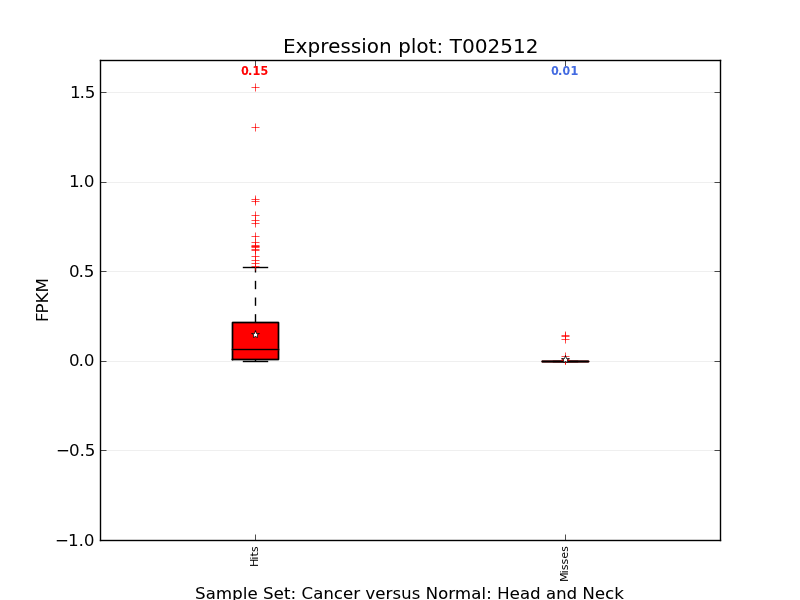 Expression plot: T002512
0.15
0.01
1.5
1.0
0.5
0.0
−0.5
−1.0
FPKM
Hits
Misses
Sample Set: Cancer versus Normal: Head and Neck